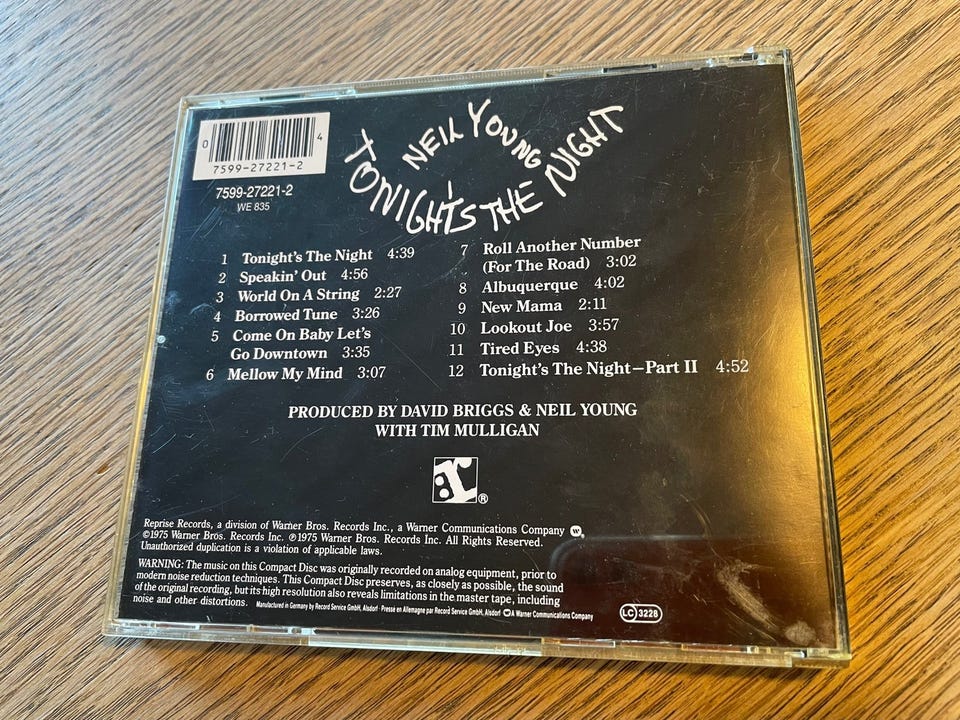 NEIL YOUNG
TONIGHT'S THE NIGHT
0 7599-27221-2 4
7599-27221-2
WE 835
1 Tonight's The Night 4:39
2 Speakin' Out 4:56
3 World On A String 2:27
4 Borrowed Tune 3:26
5 Come On Baby Let's
Go Downtown 3:35
6 Mellow My Mind 3:07
7 Roll Another Number
(For The Road) 3:02
8 Albuquerque 4:02
9 New Mama 2:11
10 Lookout Joe 3:57
11 Tired Eyes 4:38
12 Tonight's The Night–Part II 4:52
PRODUCED BY DAVID BRIGGS & NEIL YOUNG
WITH TIM MULLIGAN
:r ®
Reprise Records, a division of Warner Bros. Records Inc., a Warner Communications Company
©1975 Warner Bros. Records Inc. ℗1975 Warner Bros. Records Inc. All Rights Reserved.
Unauthorized duplication is a violation of applicable laws.
WARNING: The music on this Compact Disc was originally recorded on analog equipment, prior to
modern noise reduction techniques. This Compact Disc preserves, as closely as possible, the sound
of the original recording, but its high resolution also reveals limitations in the master tape, including
noise and other distortions. Manufactured in Germany by Record Service GmbH, Alsdorf · Presse en Allemagne par Record Service GmbH, Alsdorf A Warner Communications Company
LC 3228